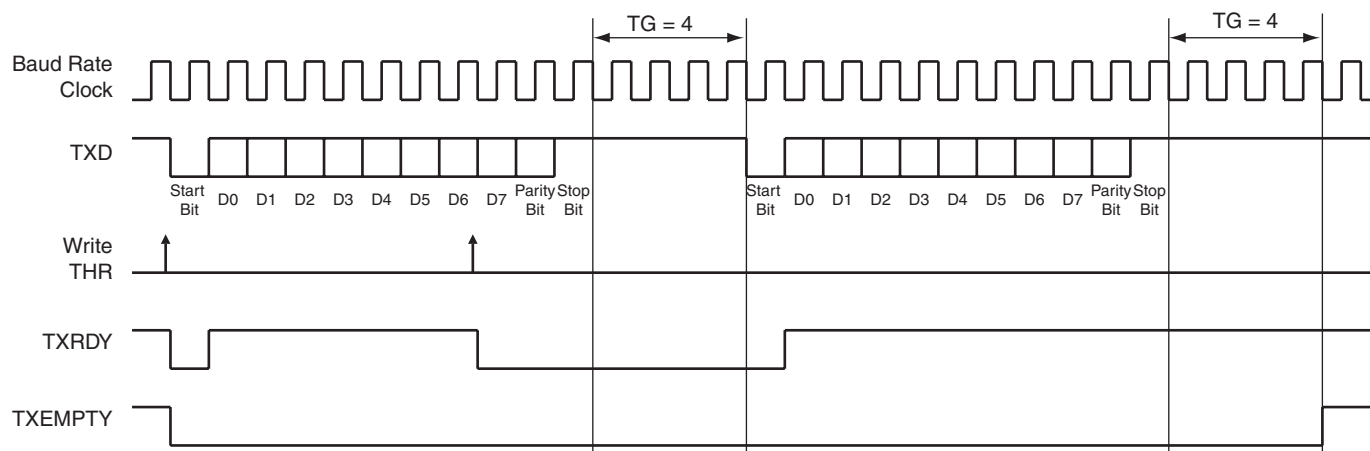 TG = 4
TG = 4
Baud Rate
Clock
TXD
Start
Bit
D0
D1
D2
D3
D4
D5
D6
D7
Parity
Bit
Stop
Bit
Start
Bit
D0
D1
D2
D3
D4
D5
D6
D7
Parity
Bit
Stop
Bit
Write
THR
TXRDY
TXEMPTY